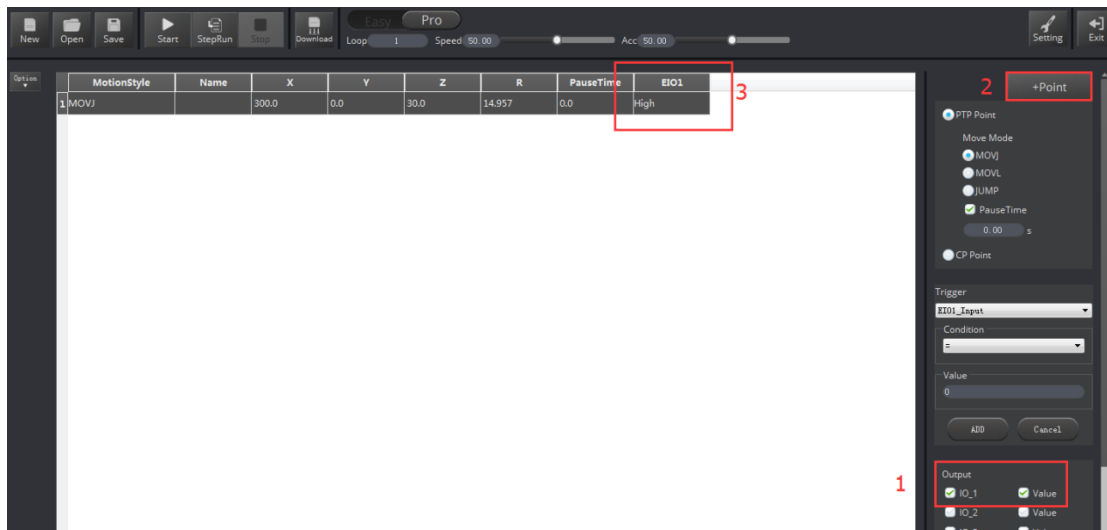 Easy Pro
New Open Save Start StepRun Stop Download Loop 1 Speed 50.00 Acc 50.00 Setting Exit
Option
MotionStyle Name X Y Z R PauseTime EIO1
1 MOVJ 300.0 0.0 30.0 14.957 0.0 High
3
2
+Point
PTP Point
Move Mode
MOVJ
MOVL
JUMP
PauseTime
0.00 s
CP Point
Trigger
EIO1_Input
Condition
=
Value
0
ADD Cancel
1
Output
IO_1 Value
IO_2 Value